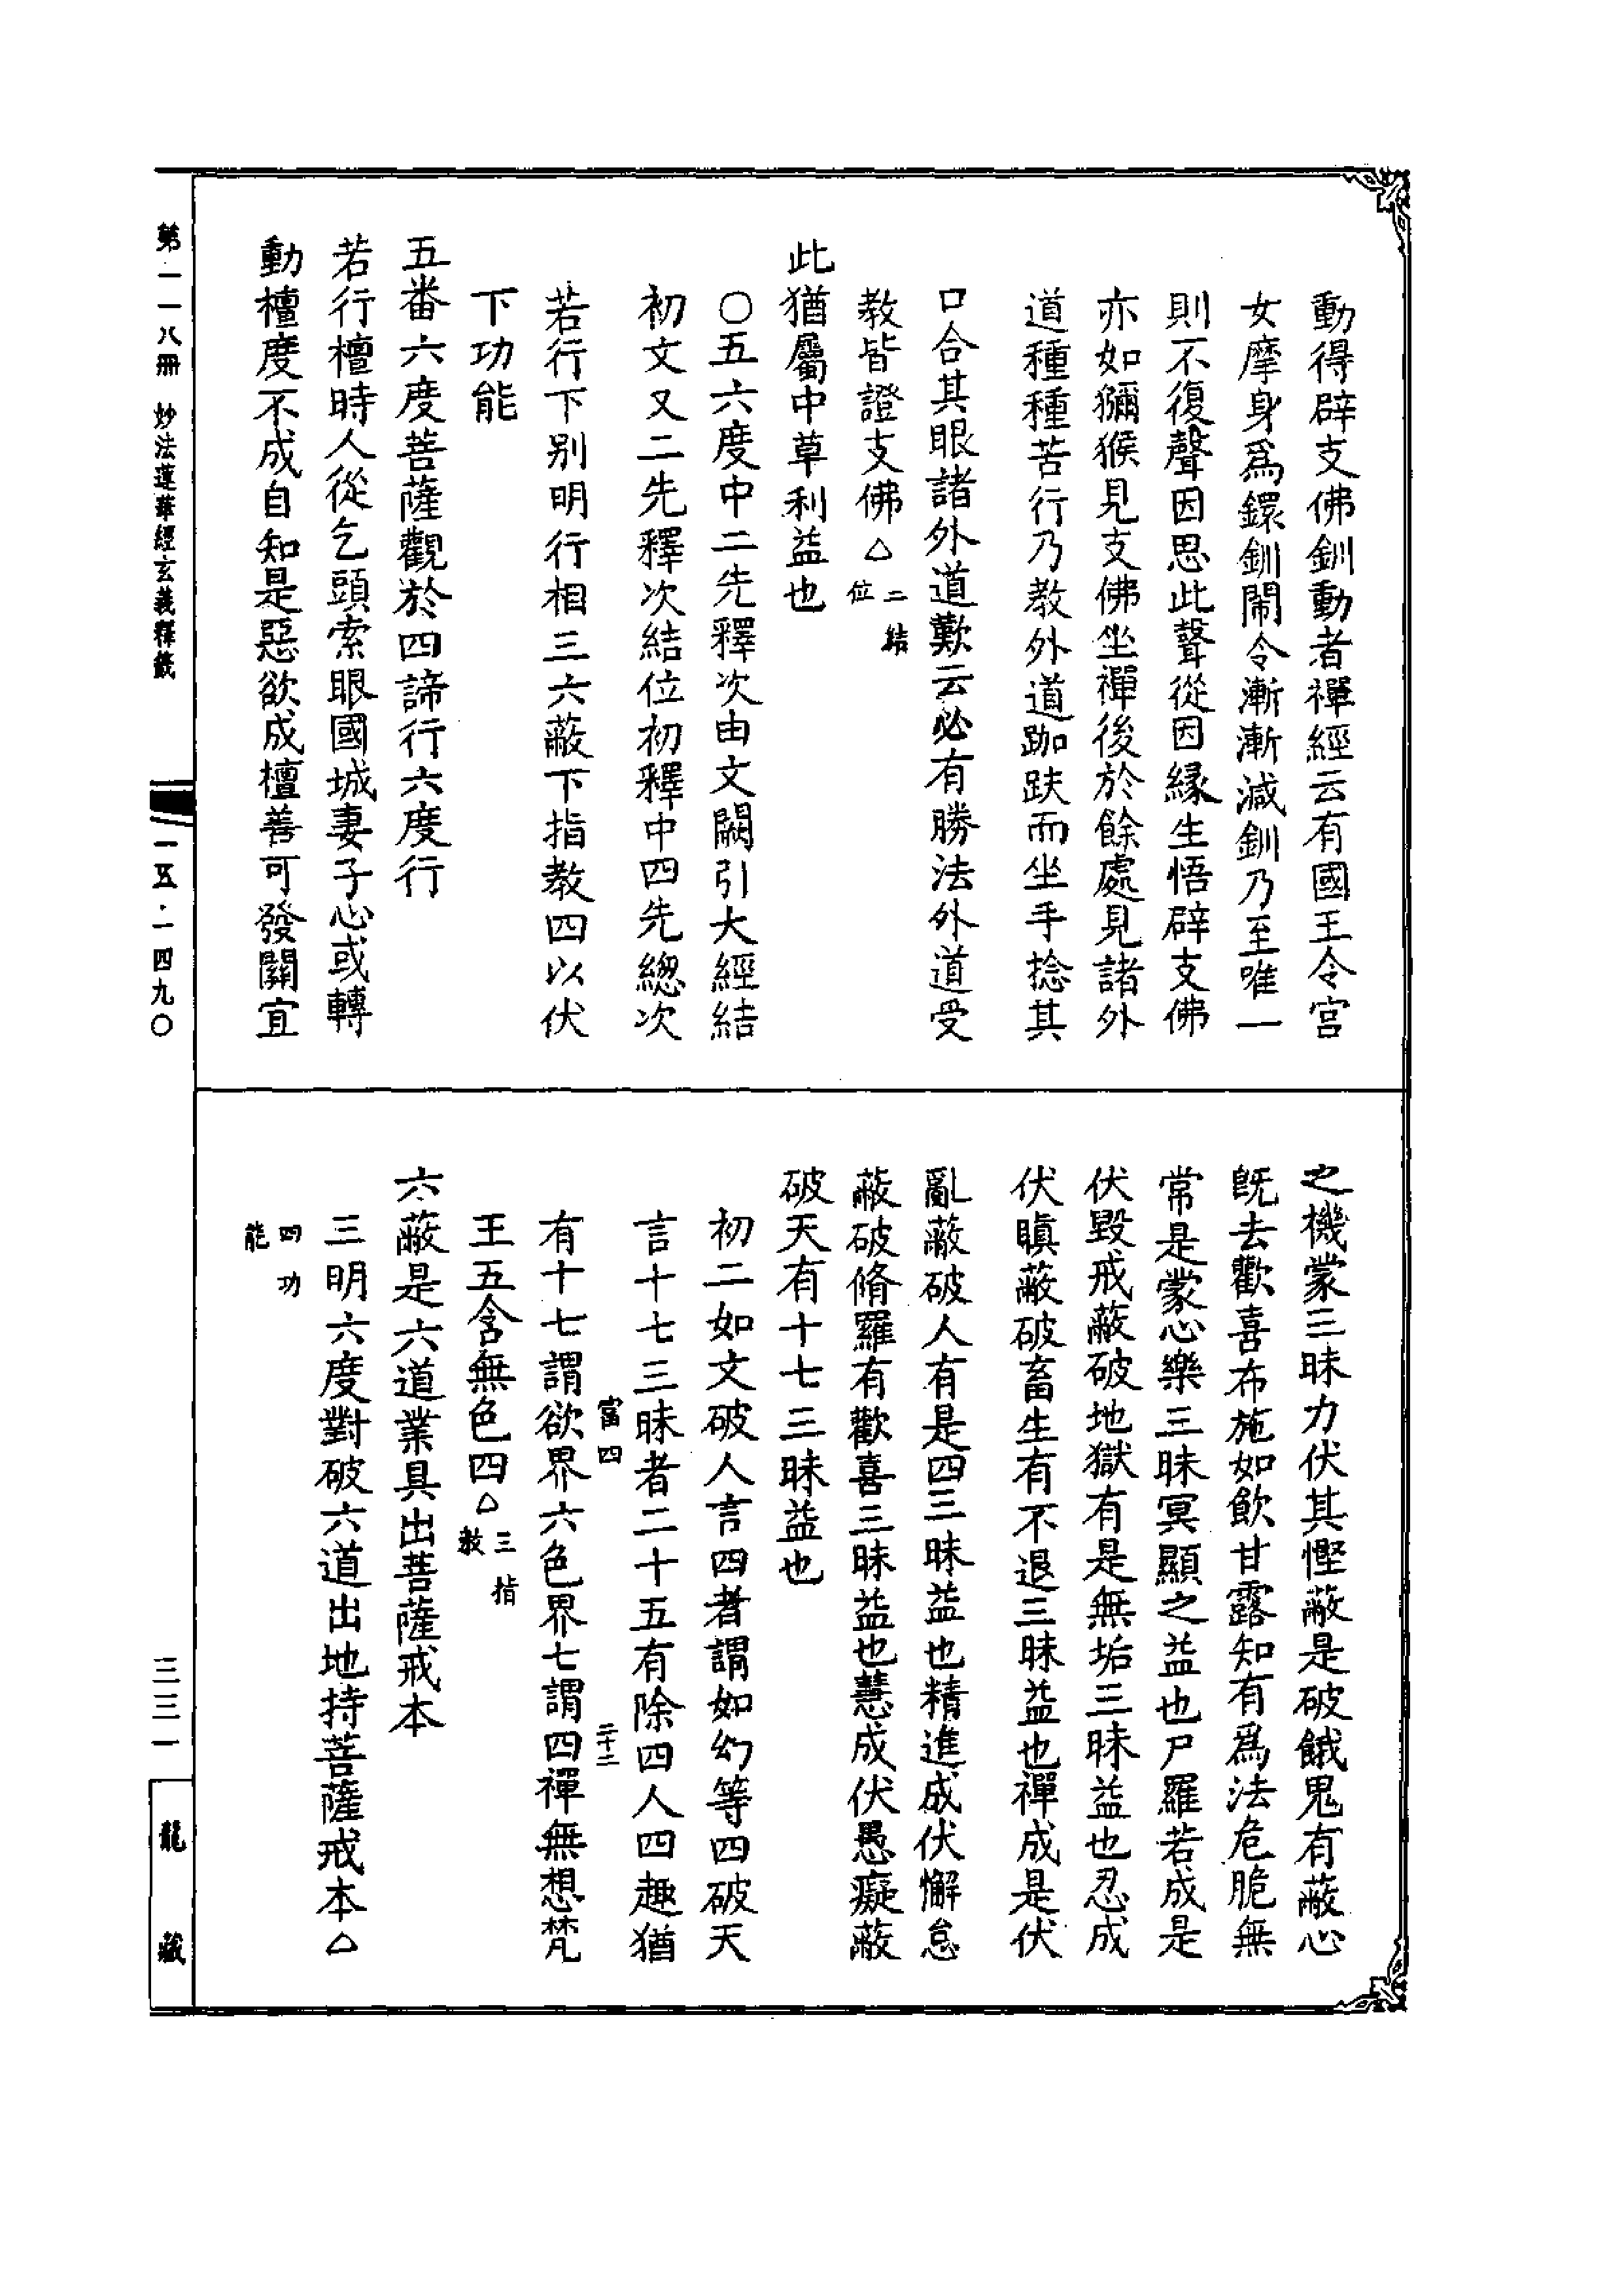 動得辟支佛釧動者禪經云有國王令宫
女摩身爲鐶釧鬧令漸漸減釧乃至唯一
則不復聲因思此聲從因縁生悟辟支佛
亦如獼猴見支佛坐禪後於餘處見諸外
道種種苦行乃教外道跏趺而坐手捻其
口合其眼諸外道歎云必有勝法外道受
教皆證支佛△二結
位
此猶屬中草利益也
○五六度中二先釋次由文闕引大經結
初文又二先釋次結位初釋中四先總次
若行下别明行相三六蔽下指教四以伏
下功能
五番六度菩薩觀於四諦行六度行
若行檀時人從乞頭索眼國城妻子心或轉
動檀度不成自知是惡欲成檀善可發關宜
之機蒙三昧力伏其慳蔽是破餓鬼有蔽心
旣去歡喜布施如飲甘露知有爲法危脆無
常是蒙心樂三昧冥顯之益也尸羅若成是
伏毀戒蔽破地獄有是無垢三昧益也忍成
伏瞋蔽破畜生有不退三昧益也禪成是伏
亂蔽破人有是四三昧益也精進成伏懈怠
蔽破脩羅有歡喜三昧益也慧成伏愚癡蔽
破天有十七三昧益也
初二如文破人言四者謂如幻等四破天
言十七三昧者二十五有除四人四趣猶
富四
二十二
有十七謂欲界六色界七謂四禪無想梵
王五含無色四△三指
教
六蔽是六道業具出菩薩戒本
三明六度對破六道出地持菩薩戒本△
四功
能
第一一八冊 妙法蓮華經玄義釋籤
一五·一四九〇
三三一
龍藏